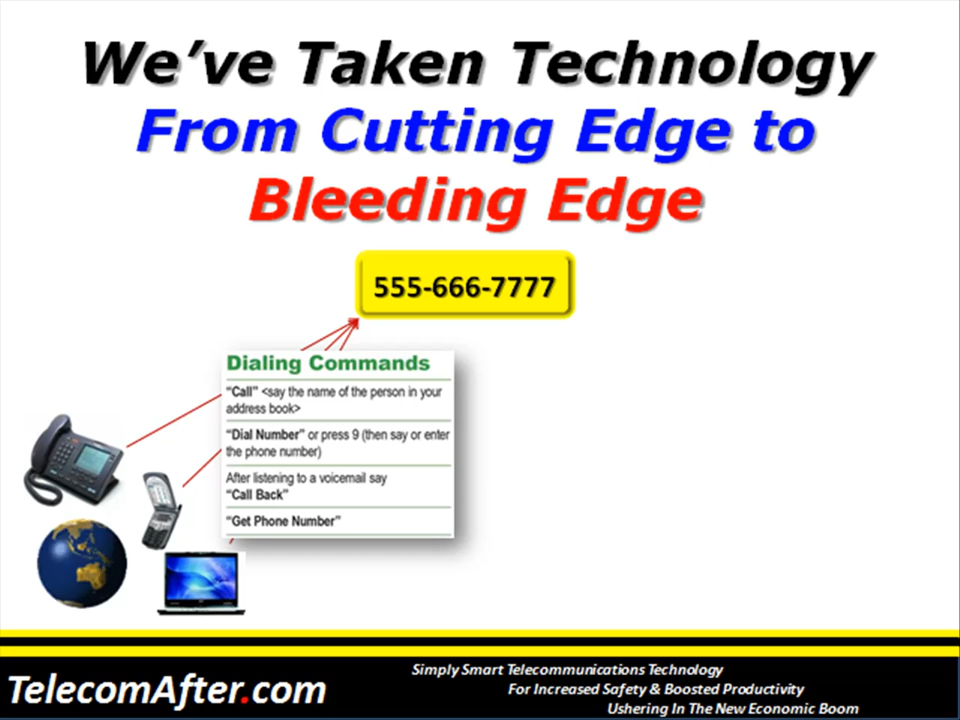 We’ve Taken Technology
From Cutting Edge to
Bleeding Edge
555-666-7777
Dialing Commands
“Call” <say the name of the person in your
address book>
“Dial Number” or press 9 (then say or enter
the phone number)
After listening to a voicemail say
“Call Back”
“Get Phone Number”
TelecomAfter.com
Simply Smart Telecommunications Technology
For Increased Safety & Boosted Productivity
Ushering In The New Economic Boom